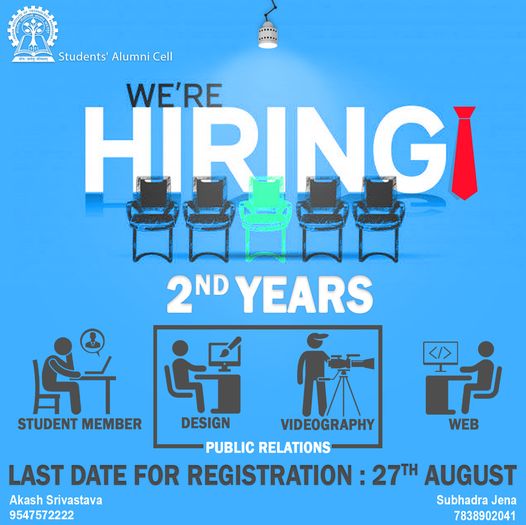 Students' Alumni Cell
WE'RE
HIRING
2ND YEARS
</>
STUDENT MEMBER
DESIGN
VIDEOGRAPHY
WEB
PUBLIC RELATIONS
LAST DATE FOR REGISTRATION : 27TH AUGUST
Akash Srivastava
9547572222
Subhadra Jena
7838902041